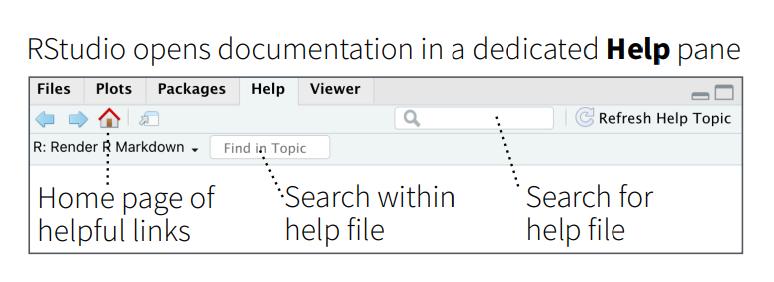 RStudio opens documentation in a dedicated Help pane
Files Plots Packages Help Viewer
Refresh Help Topic
R: Render R Markdown Find in Topic
Home page of
helpful links
Search within
help file
Search for
help file